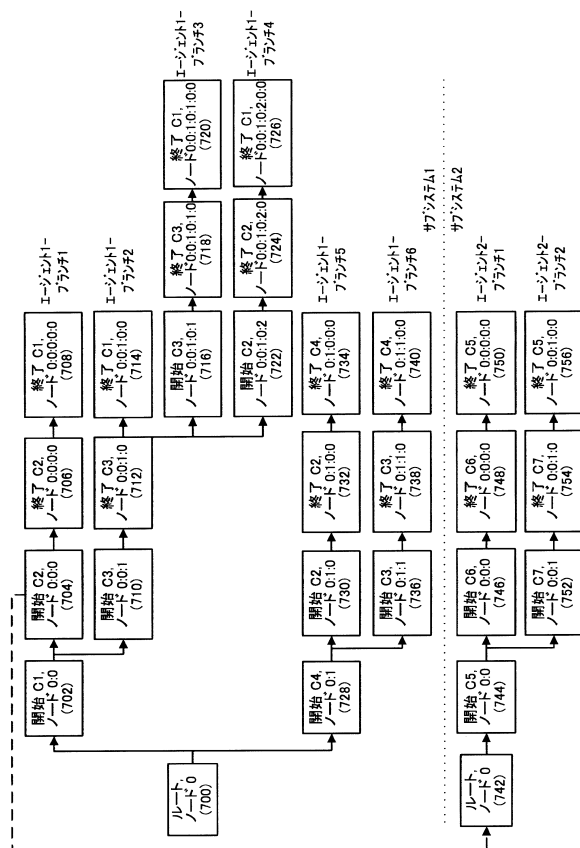 ルート,
ノード 0
(700)
開始 C1,
ノード 0:0
(702)
開始 C2,
ノード 0:0:0
(704)
終了 C2,
ノード 0:0:0:0
(706)
終了 C1,
ノード 0:0:0:0:0
(708)
エージェント1-
ブランチ1
開始 C3,
ノード 0:0:1
(710)
終了 C3,
ノード 0:0:1:0
(712)
終了 C1,
ノード 0:0:1:0:0
(714)
エージェント1-
ブランチ2
開始 C3,
ノード 0:0:1:0:1
(716)
終了 C3,
ノード 0:0:1:0:1:0
(718)
終了 C1,
ノード 0:0:1:0:1:0:0
(720)
エージェント1-
ブランチ3
開始 C2,
ノード 0:0:1:0:2
(722)
終了 C2,
ノード 0:0:1:0:2:0
(724)
終了 C1,
ノード 0:0:1:0:2:0:0
(726)
エージェント1-
ブランチ4
開始 C4,
ノード 0:1
(728)
開始 C2,
ノード 0:1:0
(730)
終了 C2,
ノード 0:1:0:0
(732)
終了 C4,
ノード 0:1:0:0:0
(734)
エージェント1-
ブランチ5
開始 C3,
ノード 0:1:1
(736)
終了 C3,
ノード 0:1:1:0
(738)
終了 C4,
ノード 0:1:1:0:0
(740)
エージェント1-
ブランチ6
サブシステム1
サブシステム2
ルート,
ノード 0
(742)
開始 C5,
ノード 0:0
(744)
開始 C6,
ノード 0:0:0
(746)
終了 C6,
ノード 0:0:0:0
(748)
終了 C5,
ノード 0:0:0:0:0
(750)
エージェント2-
ブランチ1
開始 C7,
ノード 0:0:1
(752)
終了 C7,
ノード 0:0:1:0
(754)
終了 C5,
ノード 0:0:1:0:0
(756)
エージェント2-
ブランチ2